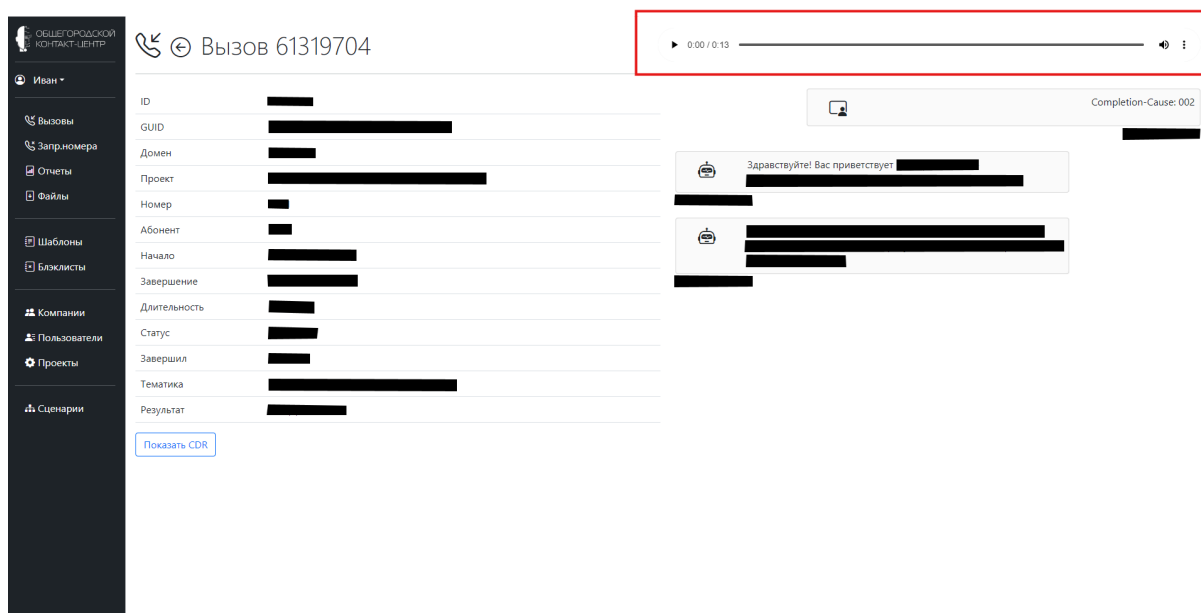 ОБЩЕГОРОДСКОЙ
КОНТАКТ-ЦЕНТР
Иван
Вызовы
Запр.номера
Отчеты
Файлы
Шаблоны
Блэклисты
Компании
Пользователи
Проекты
Сценарии
Вызов 61319704
0:00 / 0:13
ID
GUID
Домен
Проект
Номер
Абонент
Начало
Завершение
Длительность
Статус
Завершил
Тематика
Результат
Показать CDR
Completion-Cause: 002
Здравствуйте! Вас приветствует